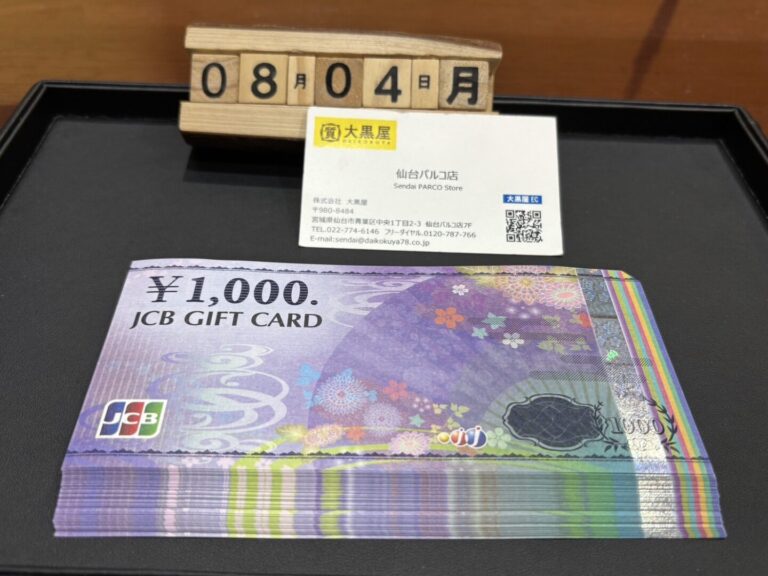 08月04日月
質 大黒屋
DAIKOKUYA
仙台パルコ店
Sendai PARCO Store
株式会社 大黒屋
大黒屋 EC
〒980-8484
宮城県仙台市青葉区中央1丁目2-3 仙台パルコ店7F
TEL.022-774-6146 フリーダイヤル.0120-787-766
E-mail:sendai@daikokuya78.co.jp
¥1,000.
JCB GIFT CARD
JCB
1000